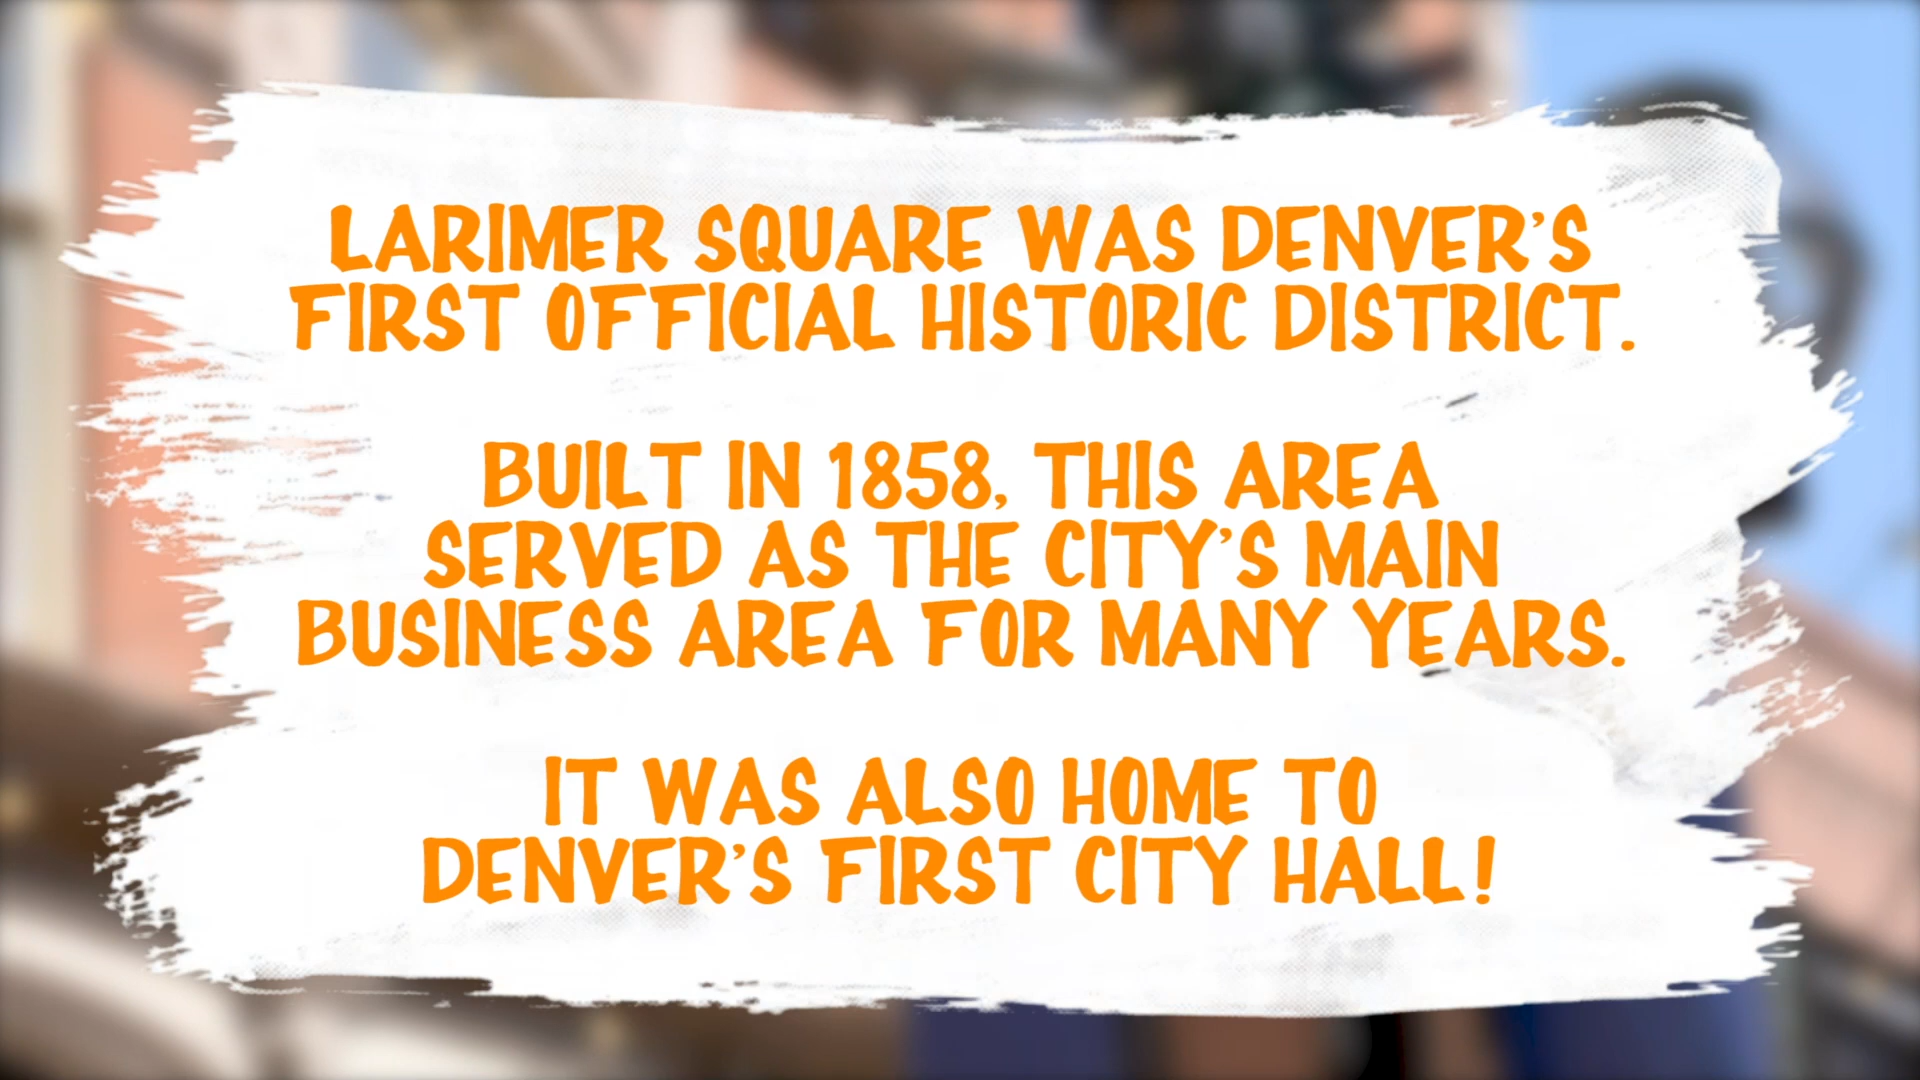 LARIMER SQUARE WAS DENVER'S
FIRST OFFICIAL HISTORIC DISTRICT.
BUILT IN 1858, THIS AREA
SERVED AS THE CITY'S MAIN
BUSINESS AREA FOR MANY YEARS.
IT WAS ALSO HOME TO
DENVER'S FIRST CITY HALL!